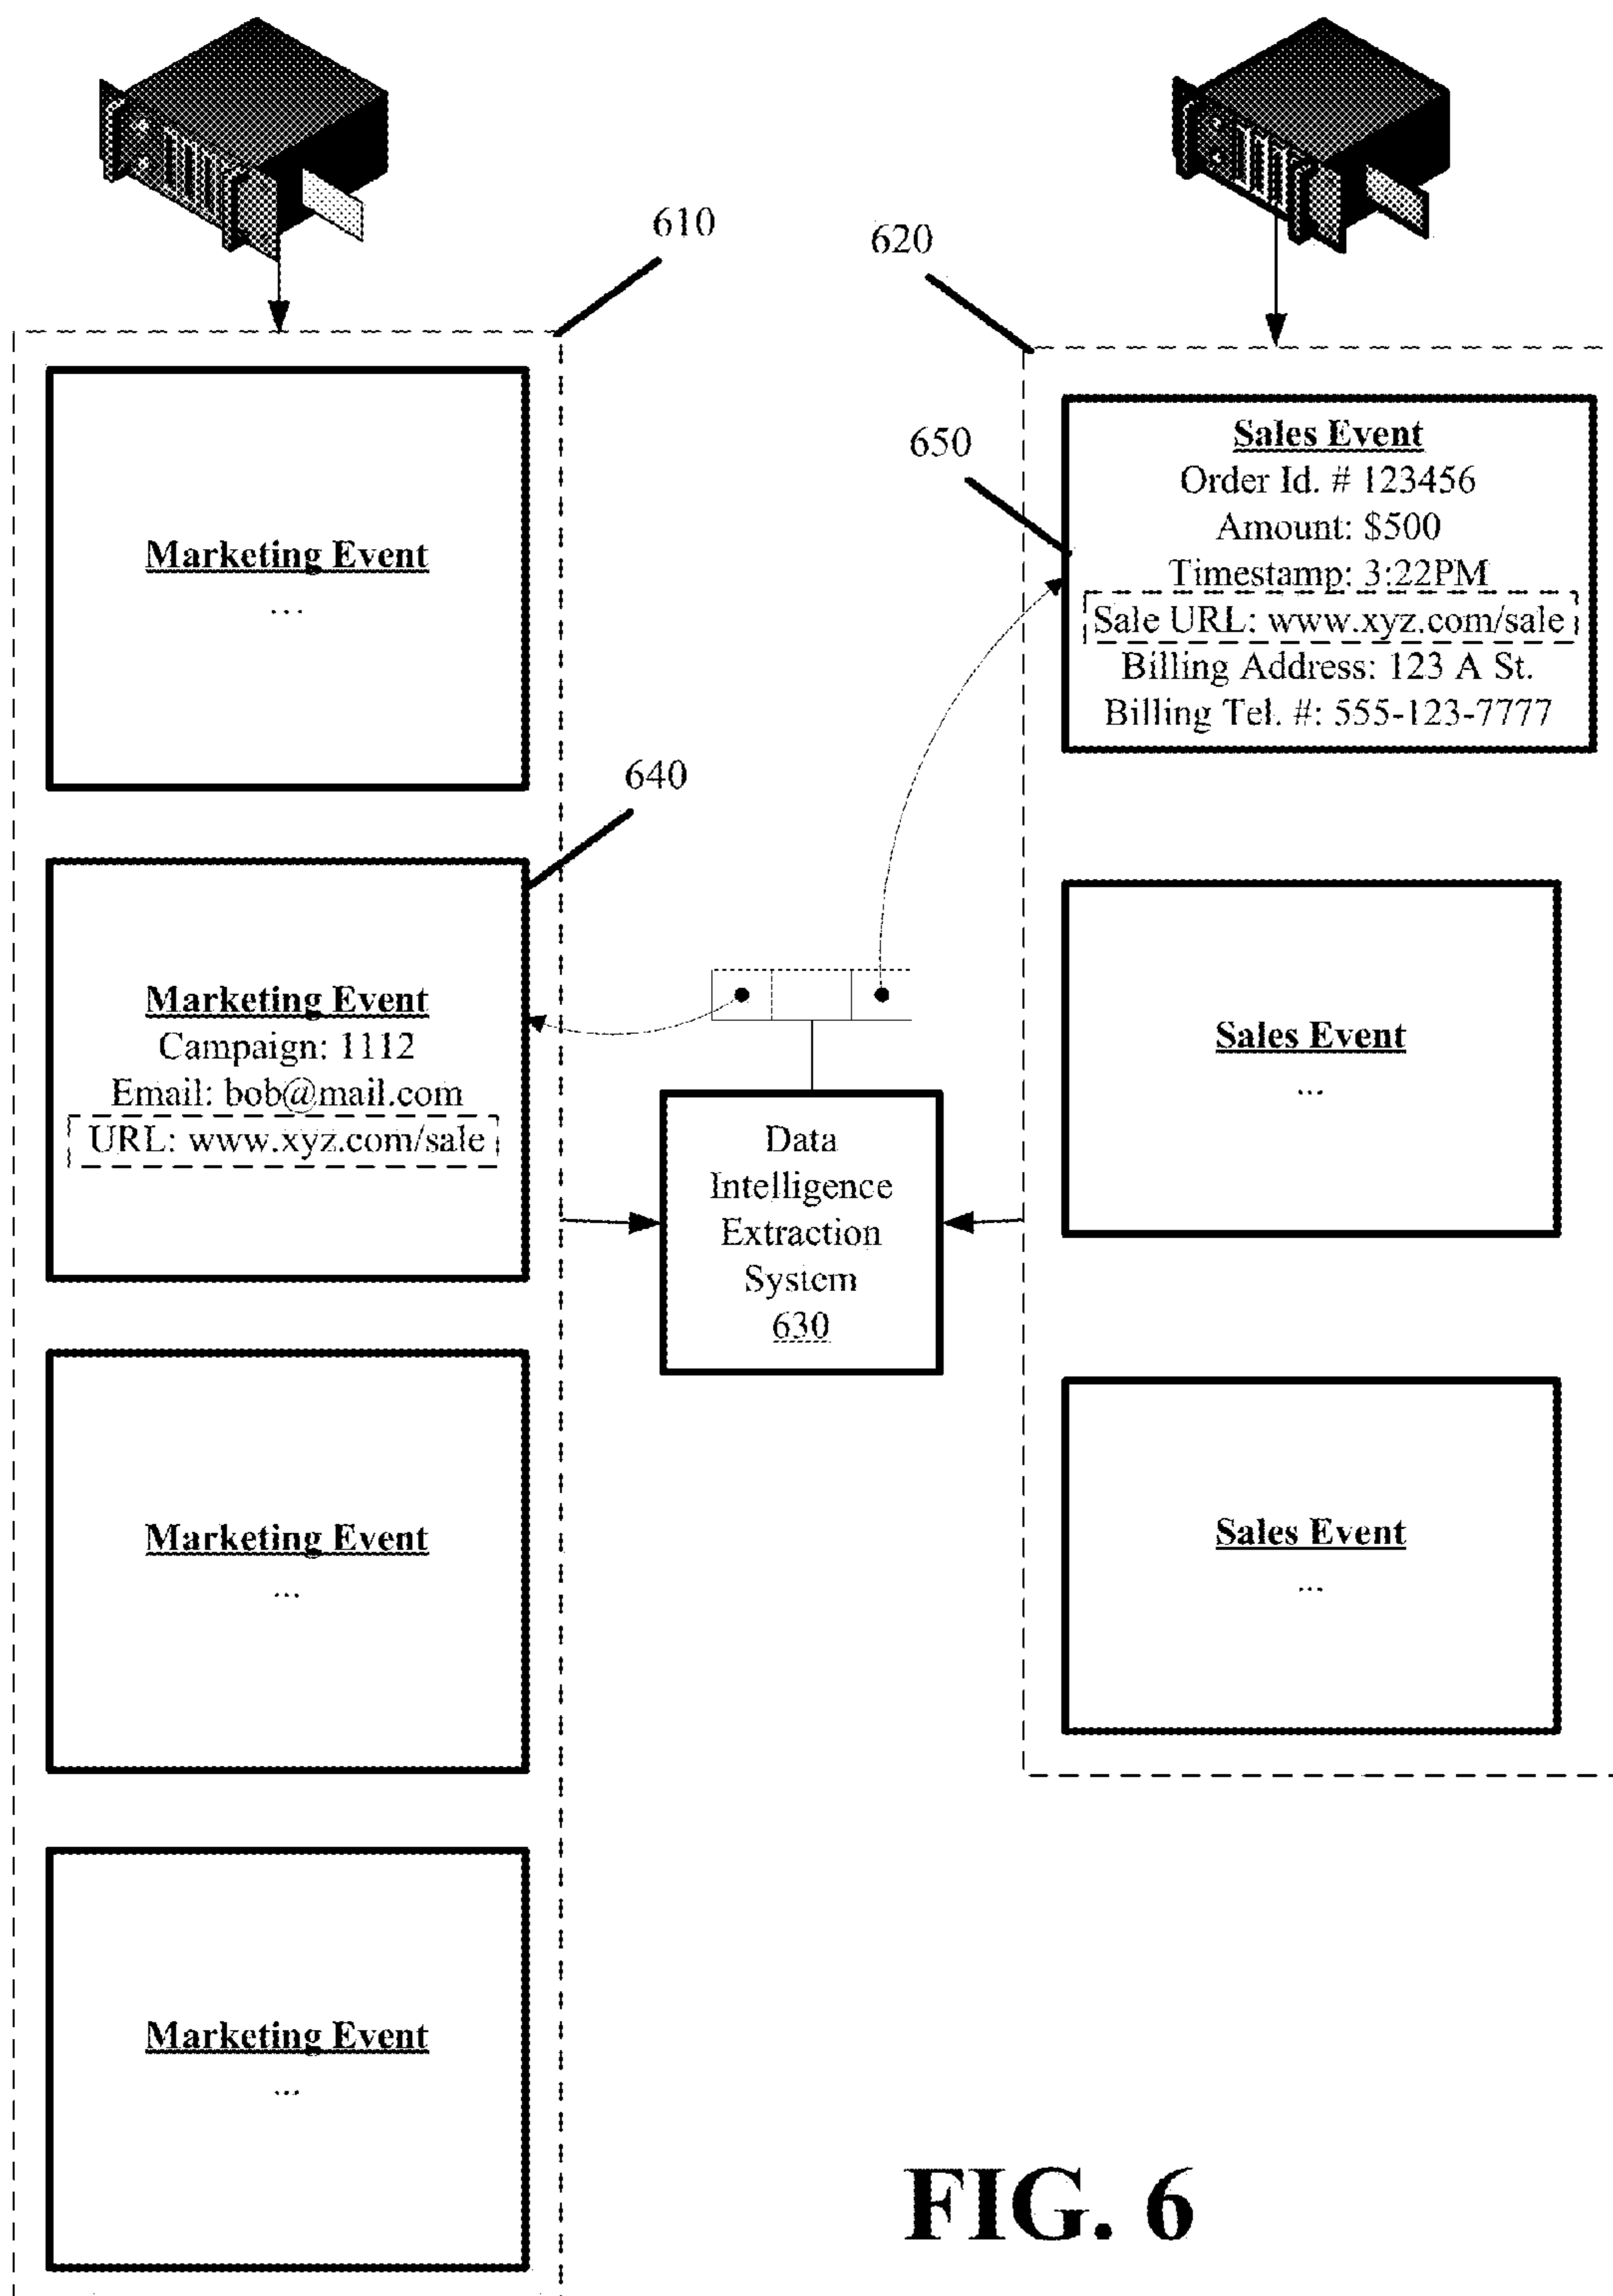 610
620
Marketing Event
...
650
Sales Event
Order Id. # 123456
Amount: $500
Timestamp: 3:22PM
Sale URL: www.xyz.com/sale
Billing Address: 123 A St.
Billing Tel. #: 555-123-7777
640
Marketing Event
Campaign: 1112
Email: bob@mail.com
URL: www.xyz.com/sale
Data
Intelligence
Extraction
System
630
Sales Event
...
Marketing Event
...
Sales Event
...
Marketing Event
...
FIG. 6